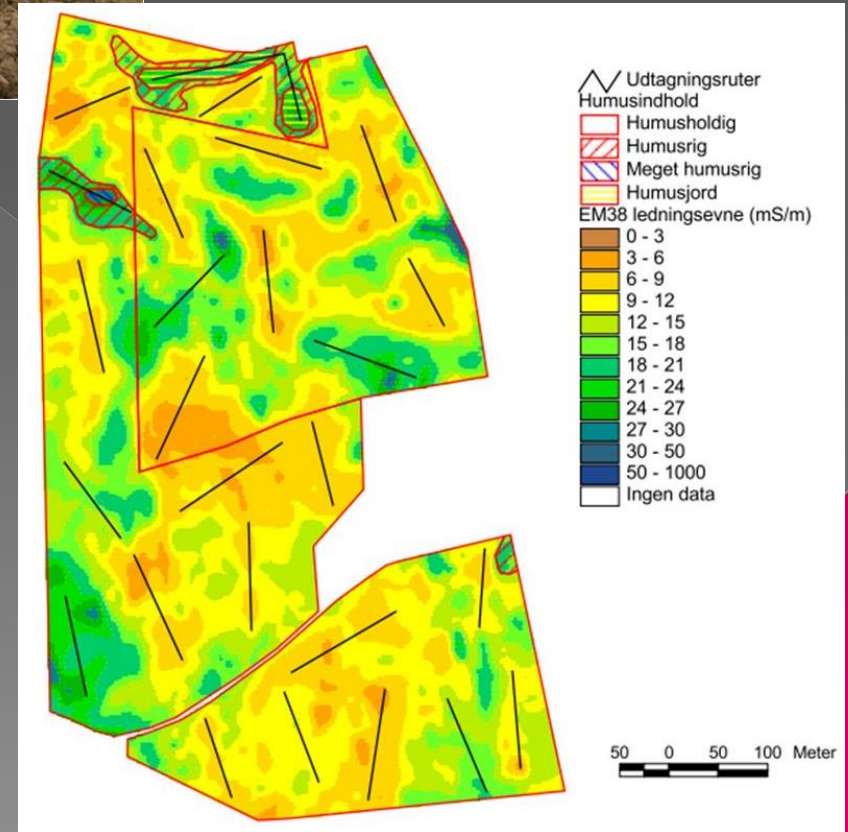 Udtagningsruter
Humusindhold
Humusholdig
Humusrig
Meget humusrig
Humusjord
EM38 ledningsevne (mS/m)
0 - 3
3 - 6
6 - 9
9 - 12
12 - 15
15 - 18
18 - 21
21 - 24
24 - 27
27 - 30
30 - 50
50 - 1000
Ingen data
50 0 50 100 Meter